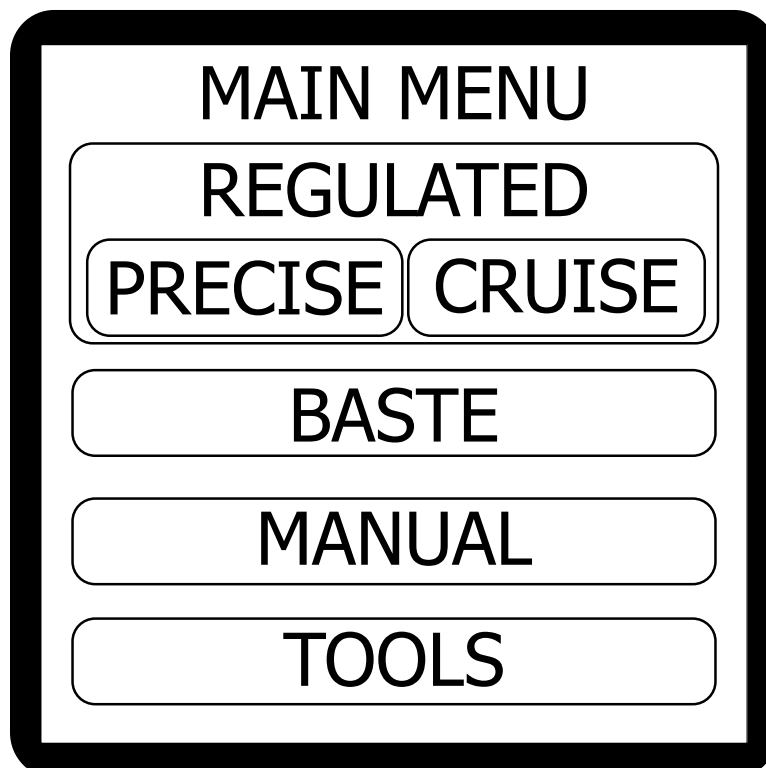 MAIN MENU
REGULATED
PRECISE CRUISE
BASTE
MANUAL
TOOLS